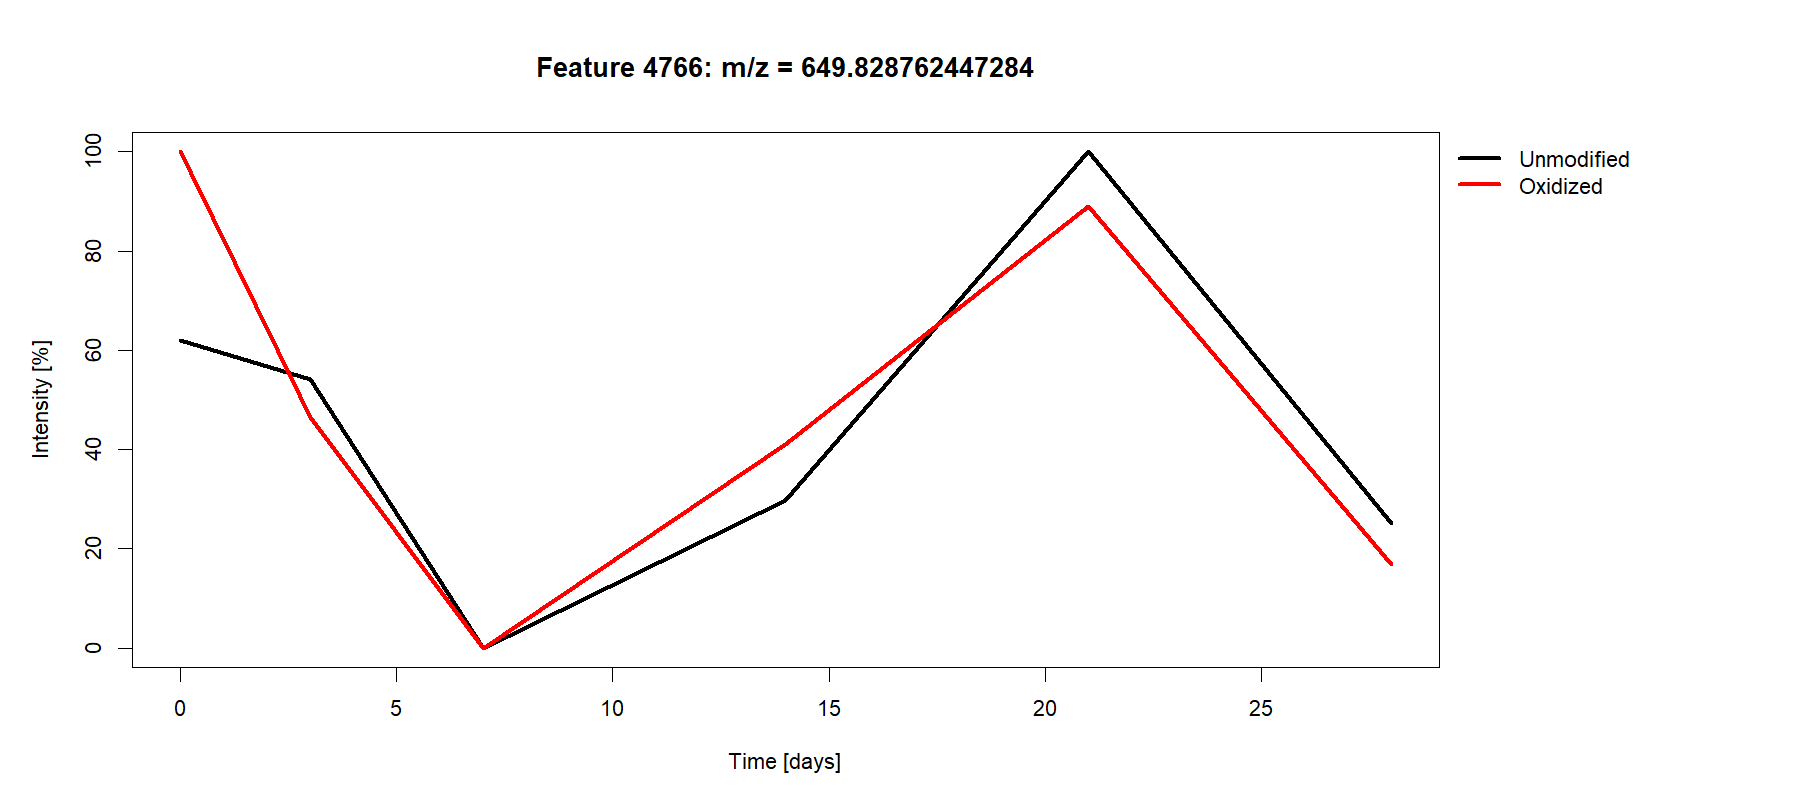 Feature 4766: m/z = 649.828762447284
Unmodified
Oxidized
Intensity [%]
100
80
60
40
20
0
0 5 10 15 20 25
Time [days]